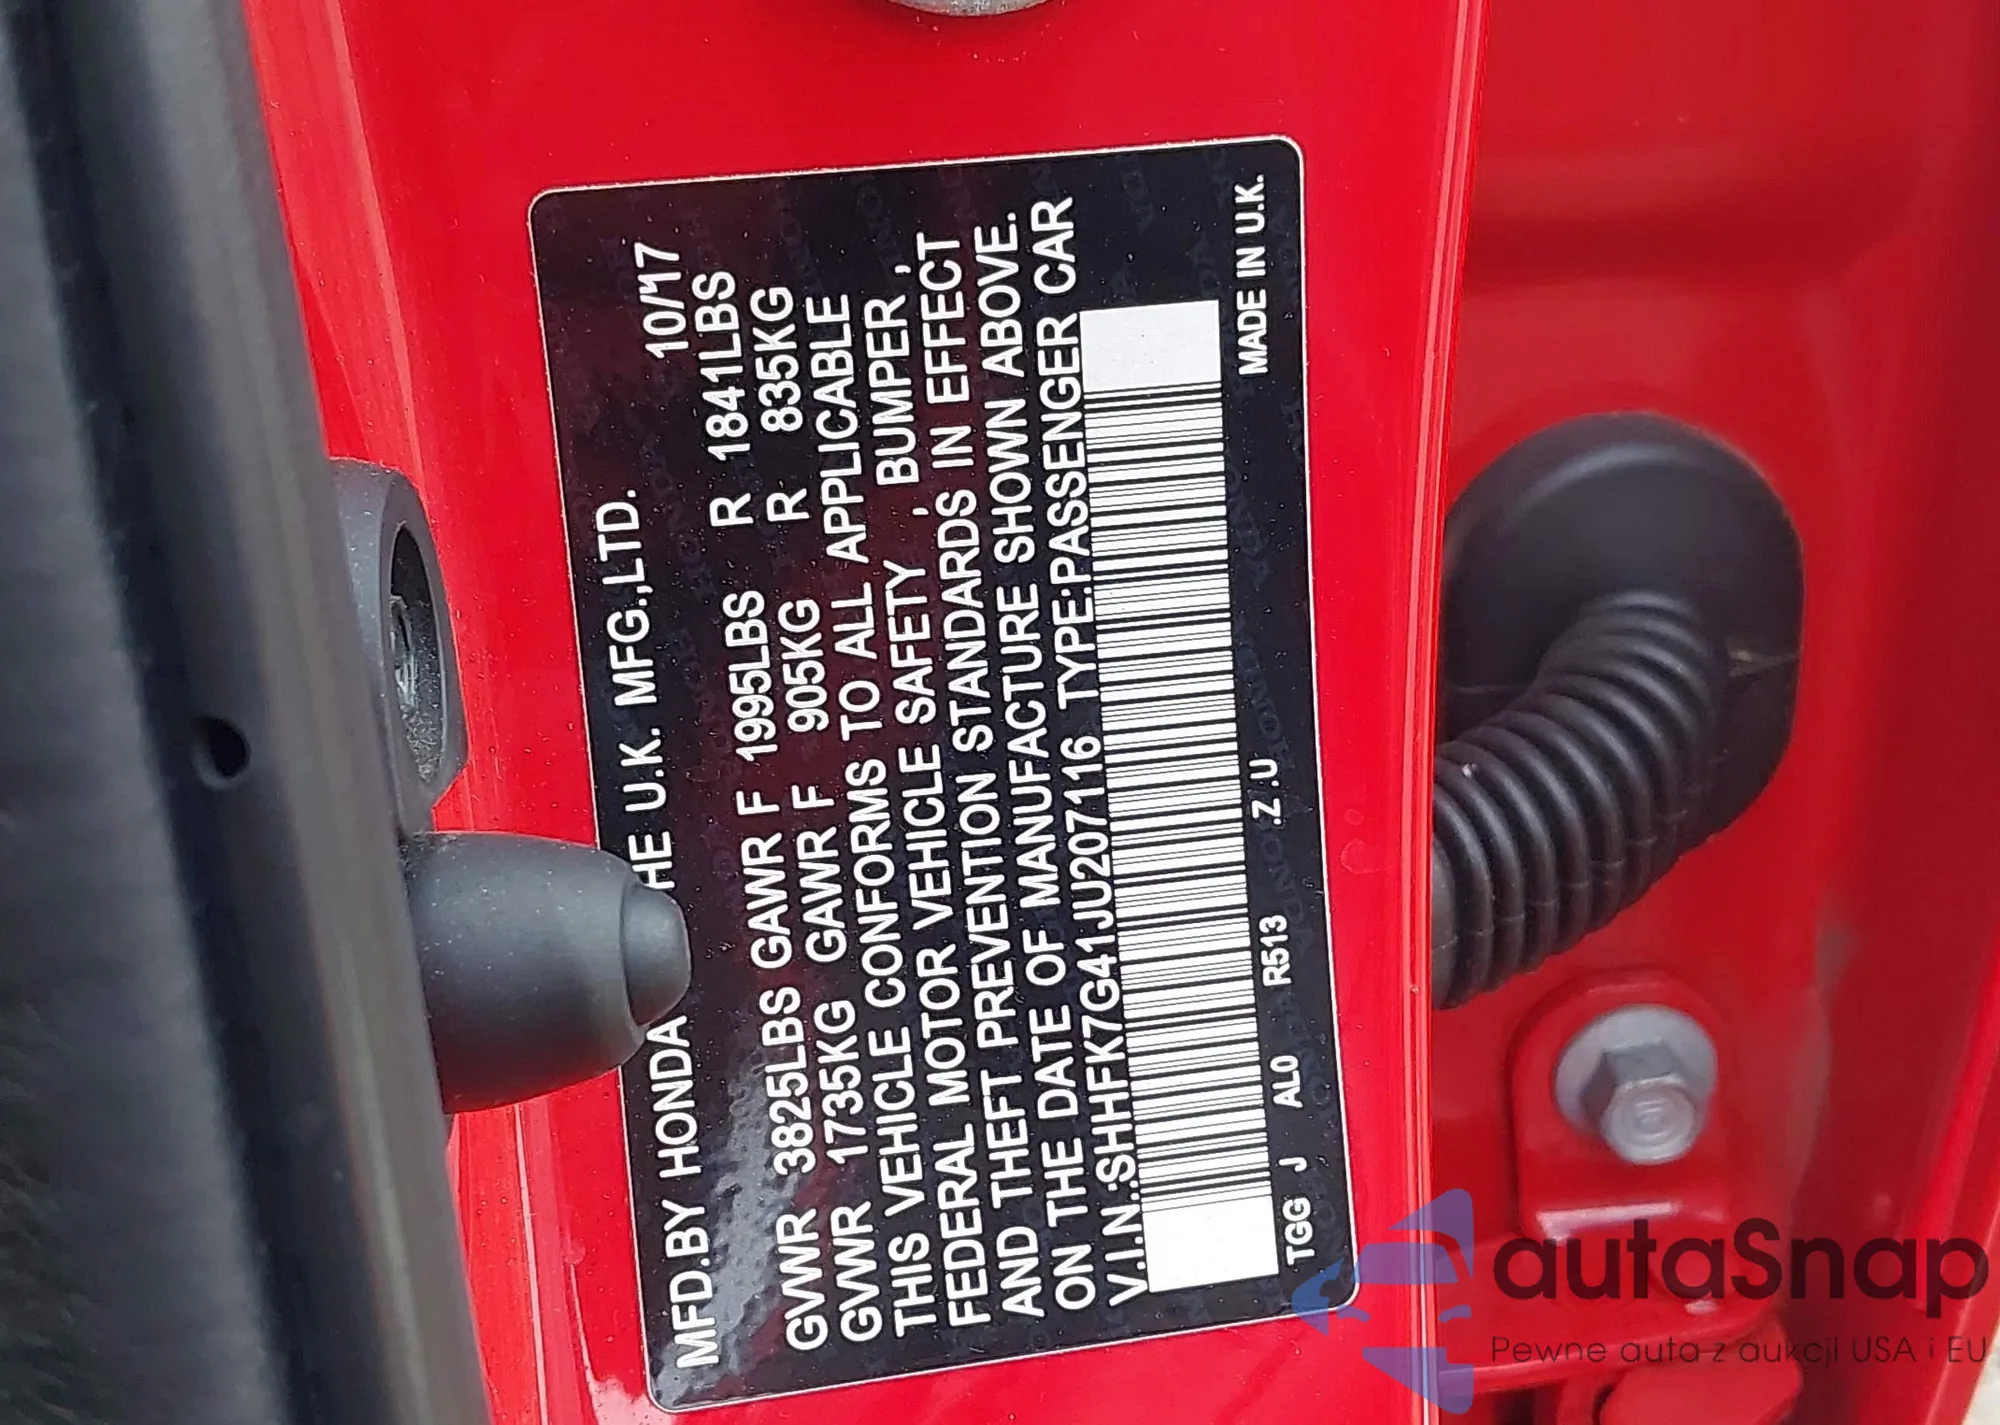 MFD.BY HONDA HE U.K. MFG.,LTD. 10/17
GVWR 3825LBS GAWR F 1995LBS R 1841LBS
GVWR 1735KG GAWR F 905KG R 835KG
THIS VEHICLE CONFORMS TO ALL APPLICABLE
FEDERAL MOTOR VEHICLE SAFETY , BUMPER ,
AND THEFT PREVENTION STANDARDS IN EFFECT
ON THE DATE OF MANUFACTURE SHOWN ABOVE.
V.I.N.:SHHFK7G41JU207116 TYPE:PASSENGER CAR
TGG J AL0 R513 .Z.U MADE IN U.K.
autaSnap
Pewne auta z aukcji USA i EU